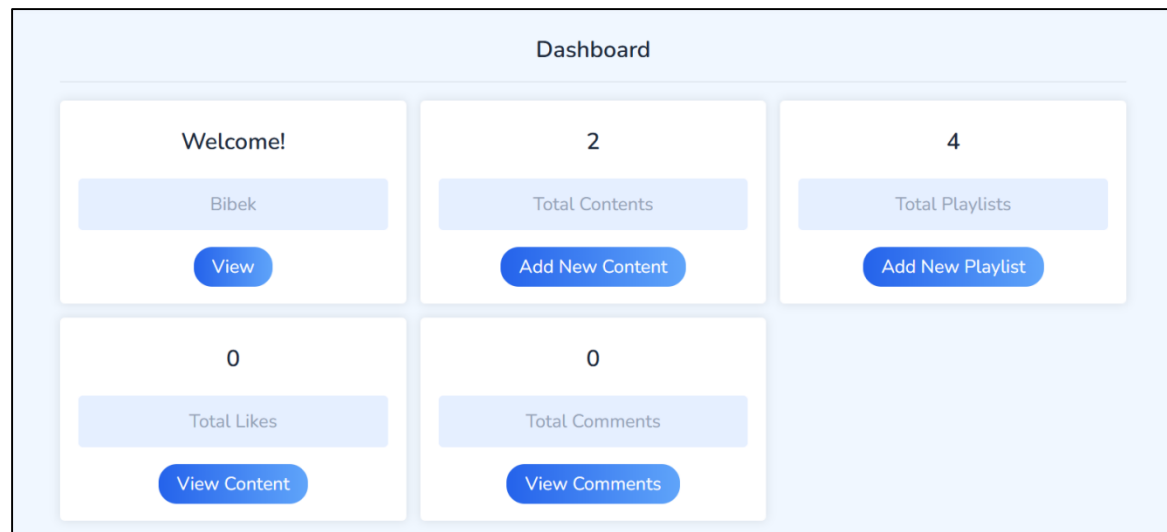 Dashboard
Welcome!
Bibek
View
2
Total Contents
Add New Content
4
Total Playlists
Add New Playlist
0
Total Likes
View Content
0
Total Comments
View Comments